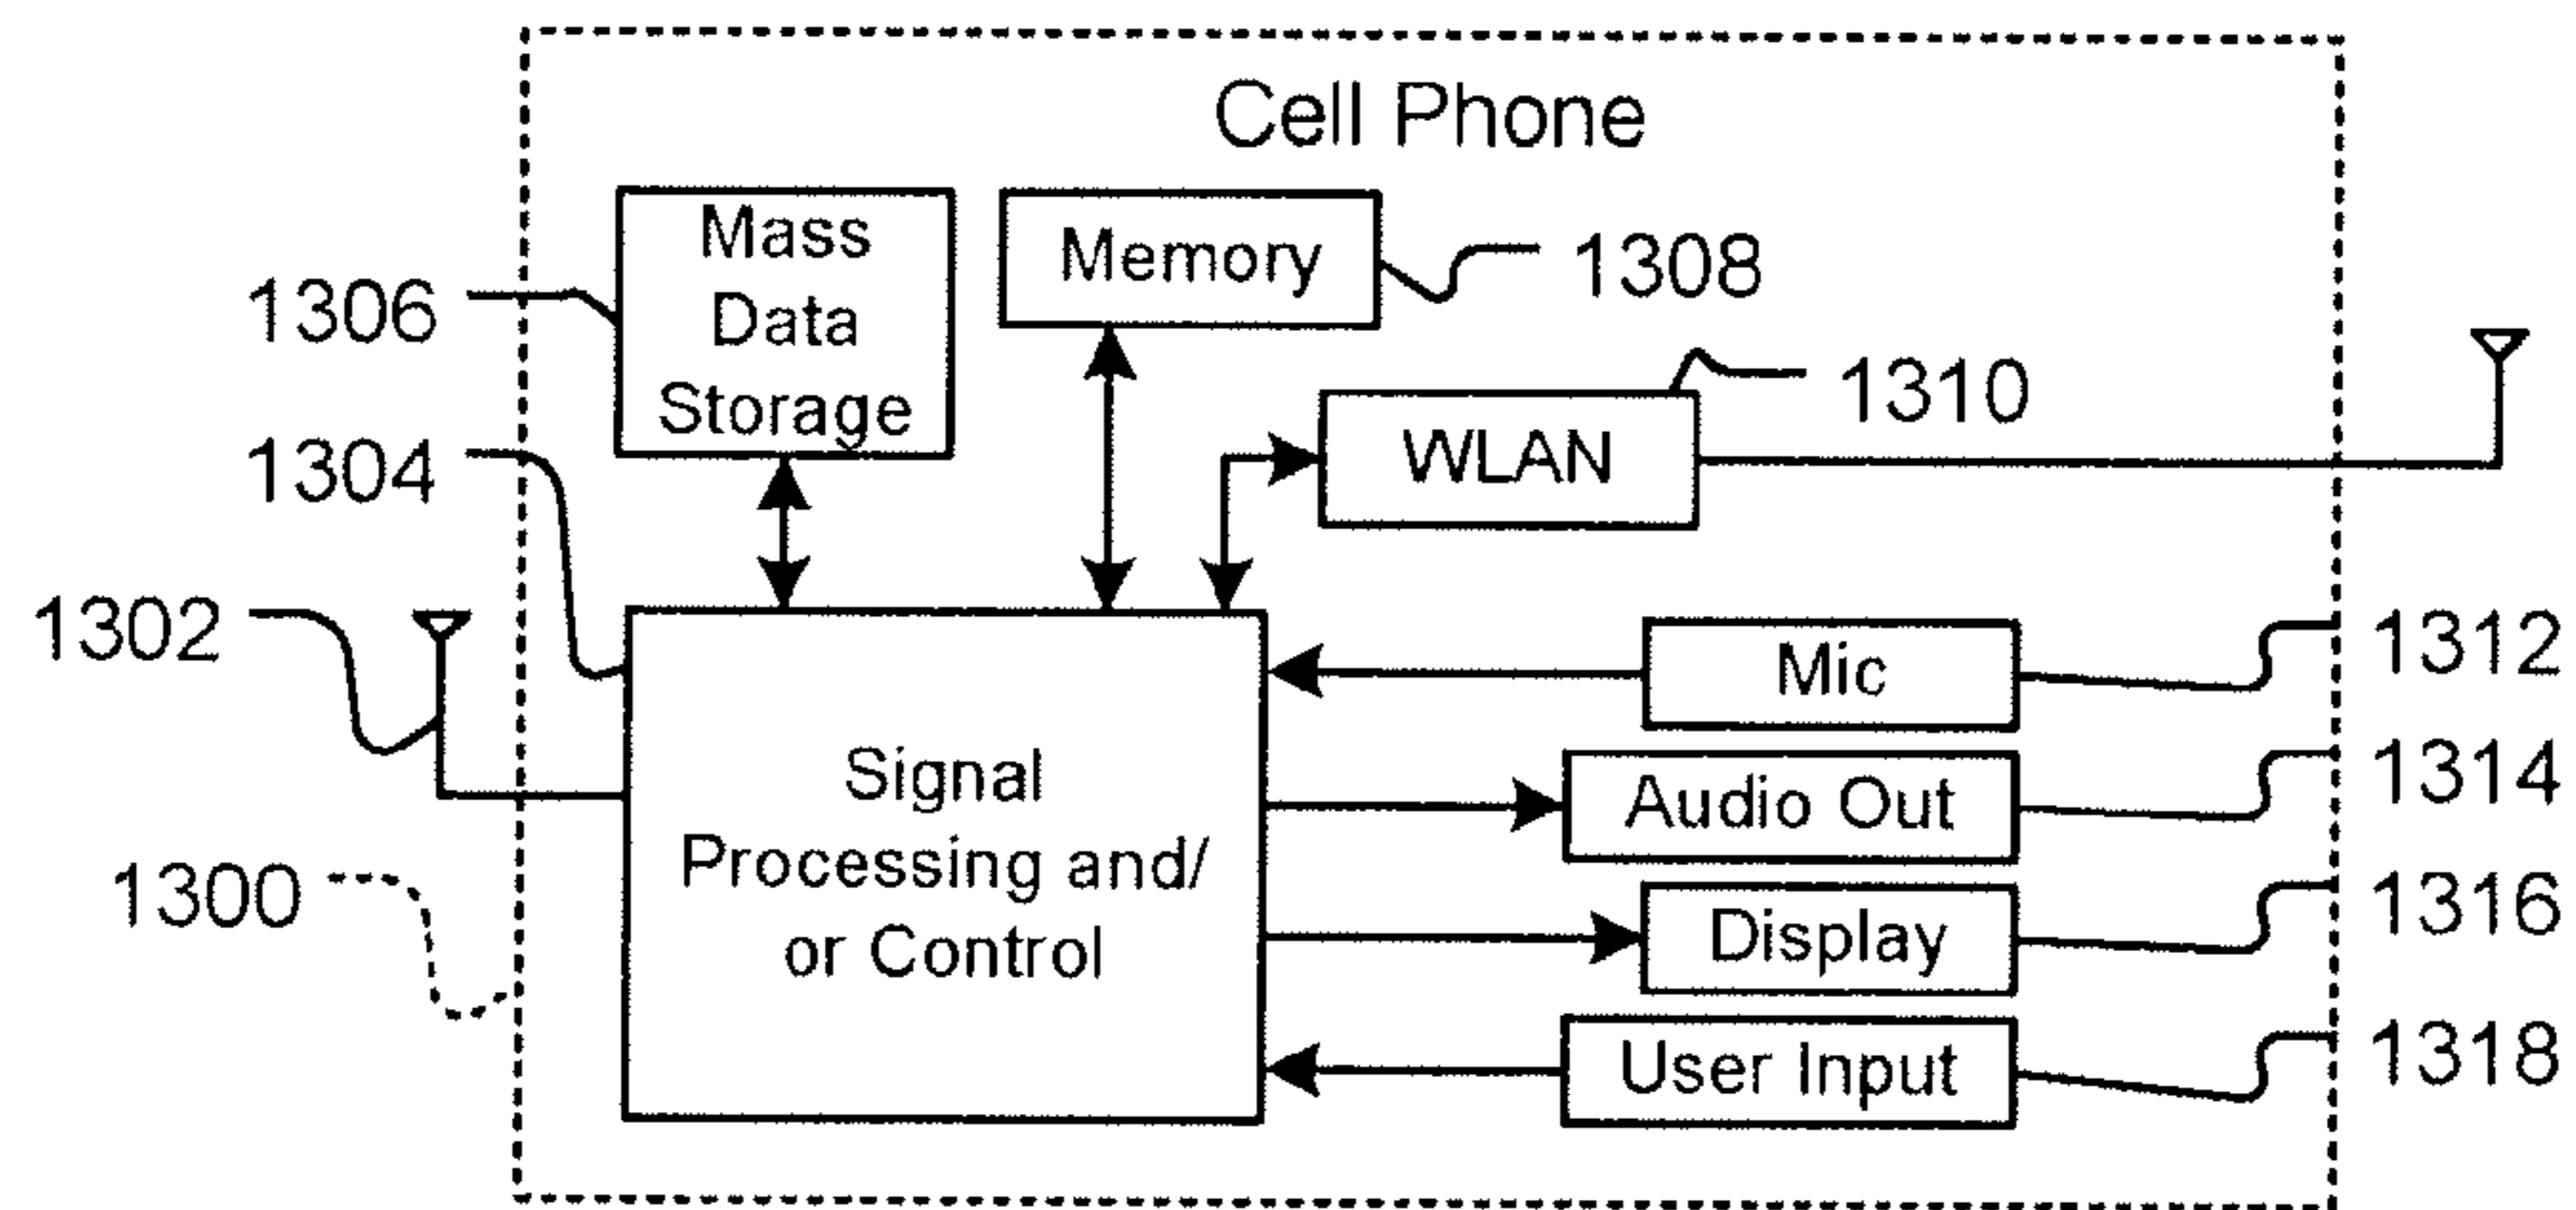 Cell Phone
Mass
Data
Storage
Memory
1308
1306
1310
WLAN
1304
1302
1312
Mic
1314
Audio Out
Signal
Processing and/
or Control
1300
1316
Display
1318
User Input